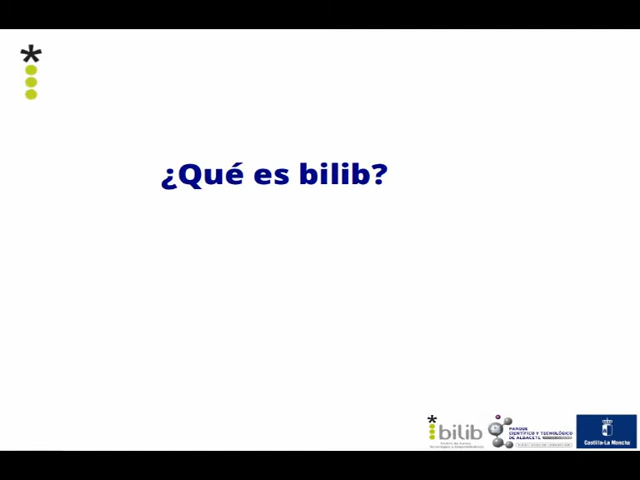 ¿Qué es bilib?
bilib
PARQUE
CIENTÍFICO Y TECNOLÓGICO
DE ALBACETE
Castilla-La Mancha